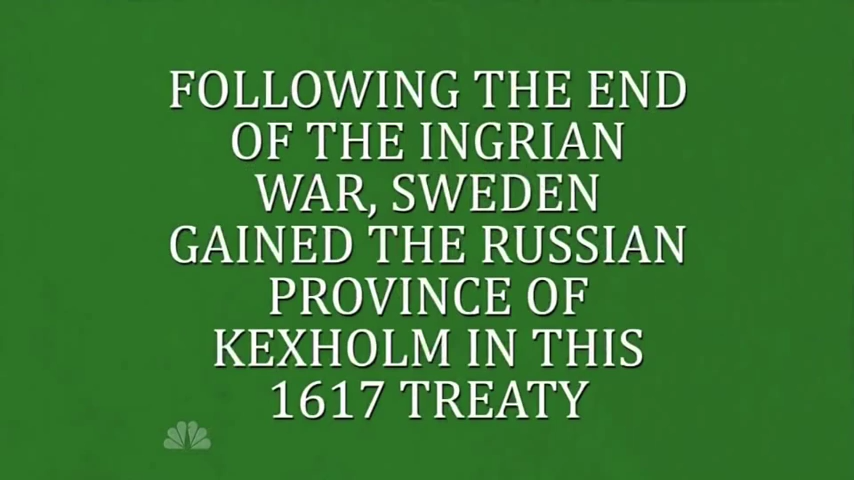 FOLLOWING THE END
OF THE INGRIAN
WAR, SWEDEN
GAINED THE RUSSIAN
PROVINCE OF
KEXHOLM IN THIS
1617 TREATY